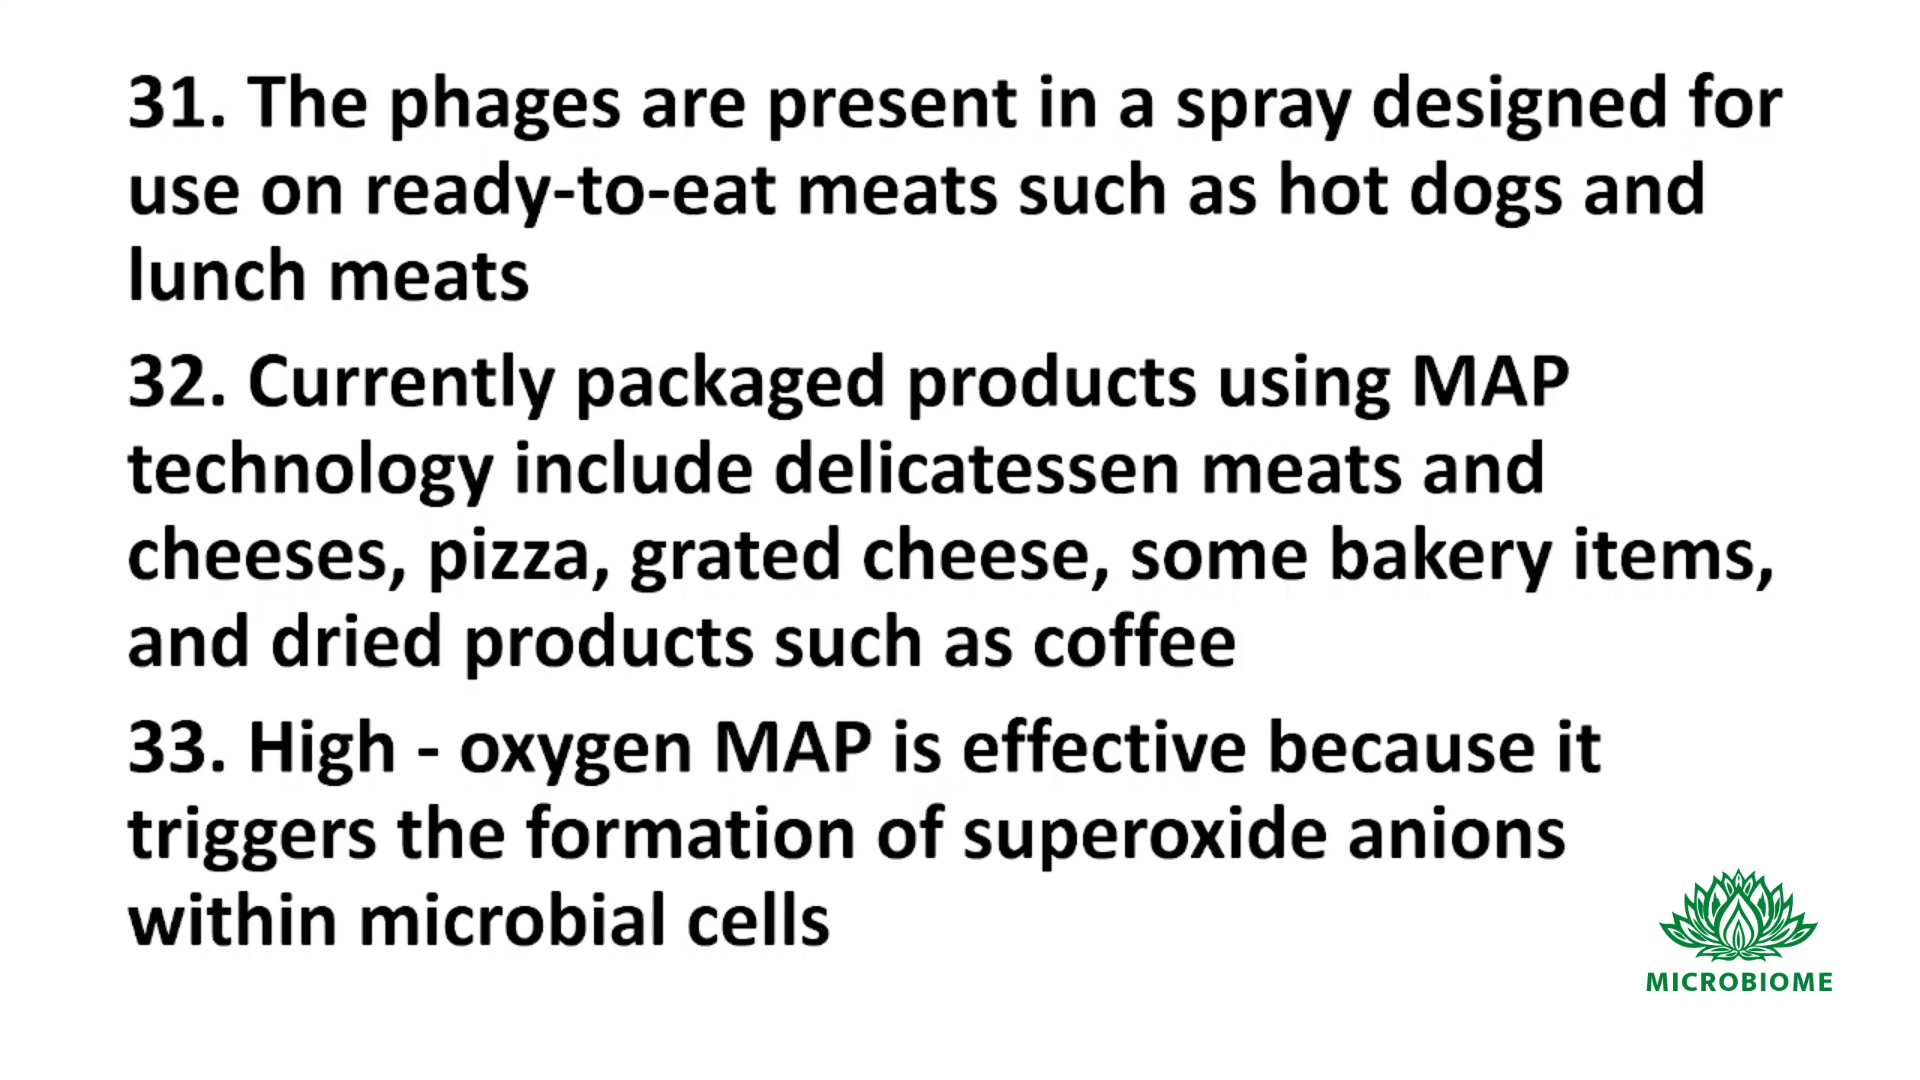 31. The phages are present in a spray designed for
use on ready-to-eat meats such as hot dogs and
lunch meats
32. Currently packaged products using MAP
technology include delicatessen meats and
cheeses, pizza, grated cheese, some bakery items,
and dried products such as coffee
33. High - oxygen MAP is effective because it
triggers the formation of superoxide anions
within microbial cells
MICROBIOME